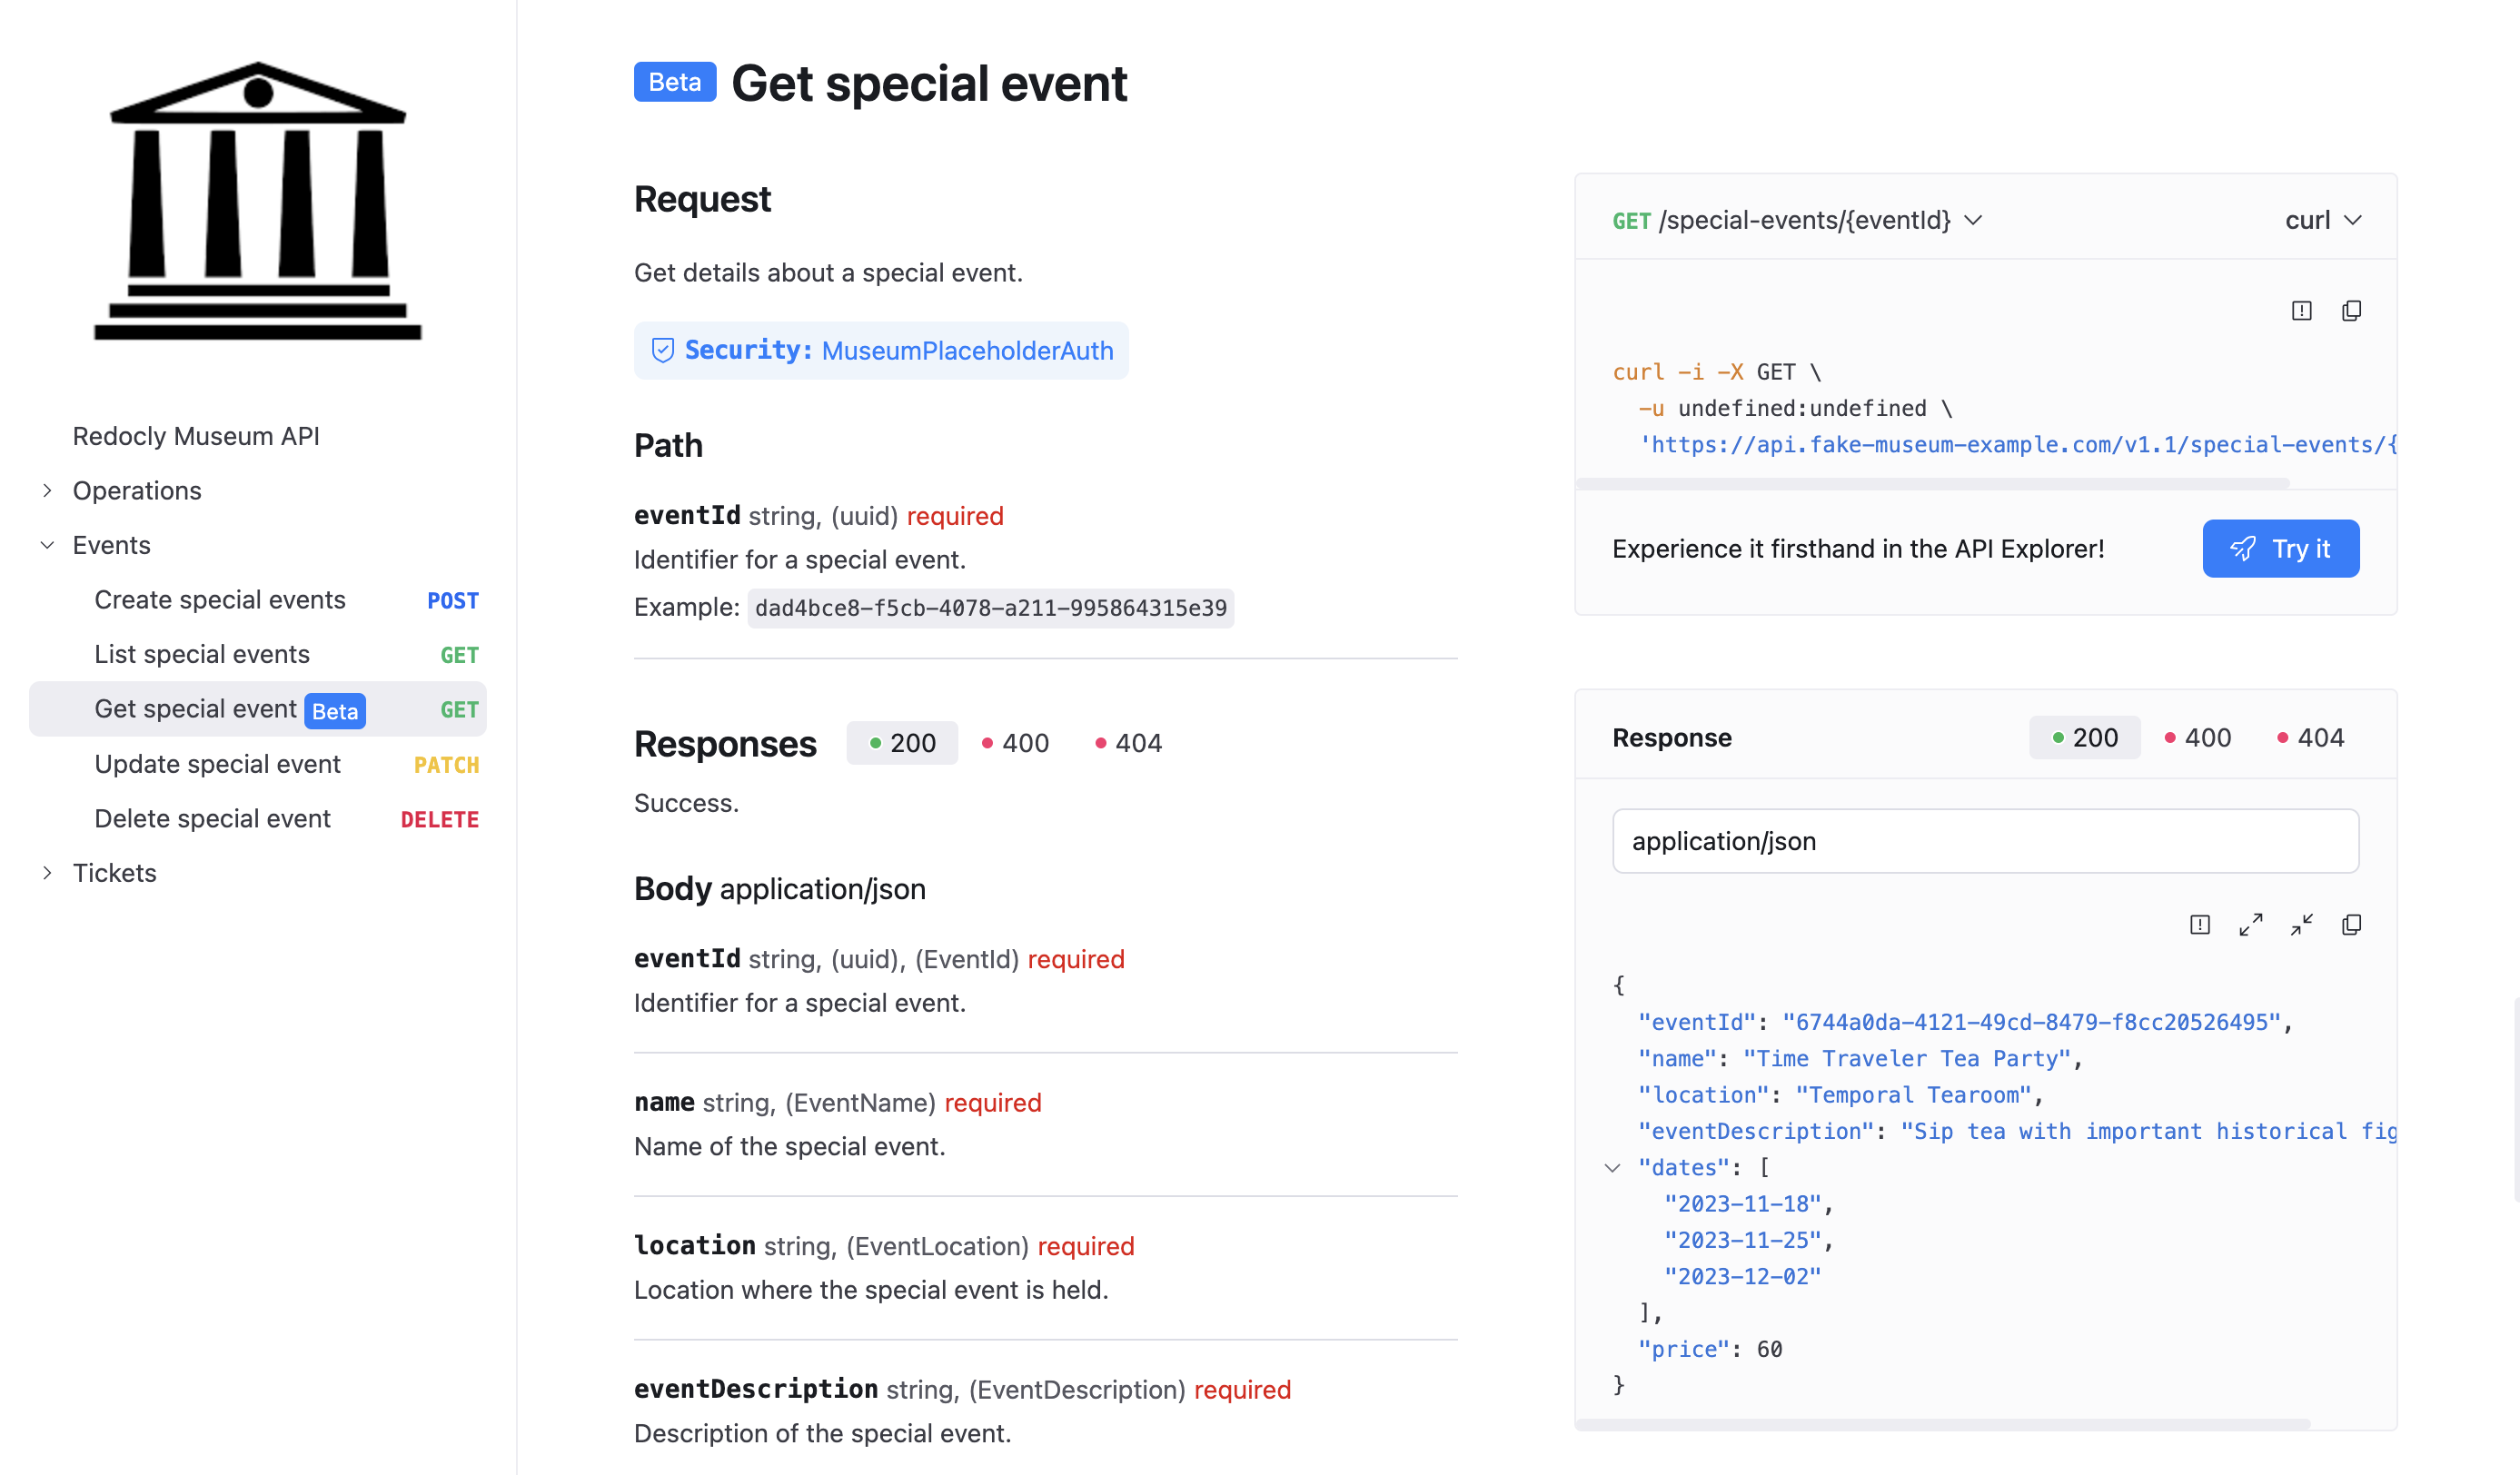 Redocly Museum API
Operations
Events
Create special events POST
List special events GET
Get special event Beta GET
Update special event PATCH
Delete special event DELETE
Tickets
Beta Get special event
Request
Get details about a special event.
Security: MuseumPlaceholderAuth
Path
eventId string, (uuid) required
Identifier for a special event.
Example: dad4bce8-f5cb-4078-a211-995864315e39
Responses 200 400 404
Success.
Body application/json
eventId string, (uuid), (EventId) required
Identifier for a special event.
name string, (EventName) required
Name of the special event.
location string, (EventLocation) required
Location where the special event is held.
eventDescription string, (EventDescription) required
Description of the special event.
GET /special-events/{eventId} curl
curl -i -X GET \
-u undefined:undefined \
'https://api.fake-museum-example.com/v1.1/special-events/{
Experience it firsthand in the API Explorer! Try it
Response 200 400 404
application/json
{
"eventId": "6744a0da-4121-49cd-8479-f8cc20526495",
"name": "Time Traveler Tea Party",
"location": "Temporal Tearoom",
"eventDescription": "Sip tea with important historical fig
"dates": [
"2023-11-18",
"2023-11-25",
"2023-12-02"
],
"price": 60
}